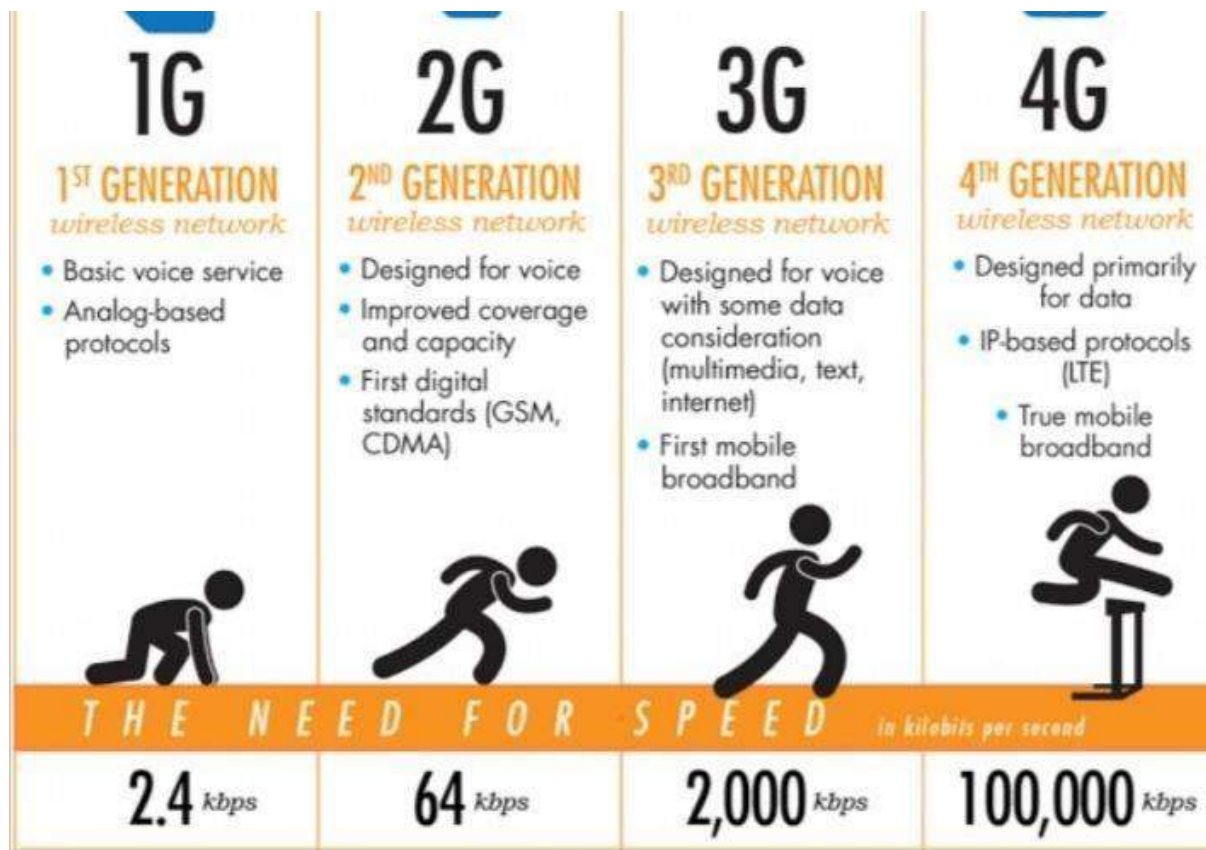 1G
1ST GENERATION
wireless network
• Basic voice service
• Analog-based
protocols
2G
2ND GENERATION
wireless network
• Designed for voice
• Improved coverage
and capacity
• First digital
standards (GSM,
CDMA)
3G
3RD GENERATION
wireless network
• Designed for voice
with some data
consideration
(multimedia, text,
internet)
• First mobile
broadband
4G
4TH GENERATION
wireless network
• Designed primarily
for data
• IP-based protocols
(LTE)
• True mobile
broadband
THE NEED FOR SPEED in kilobits per second
2.4 kbps
64 kbps
2,000 kbps
100,000 kbps